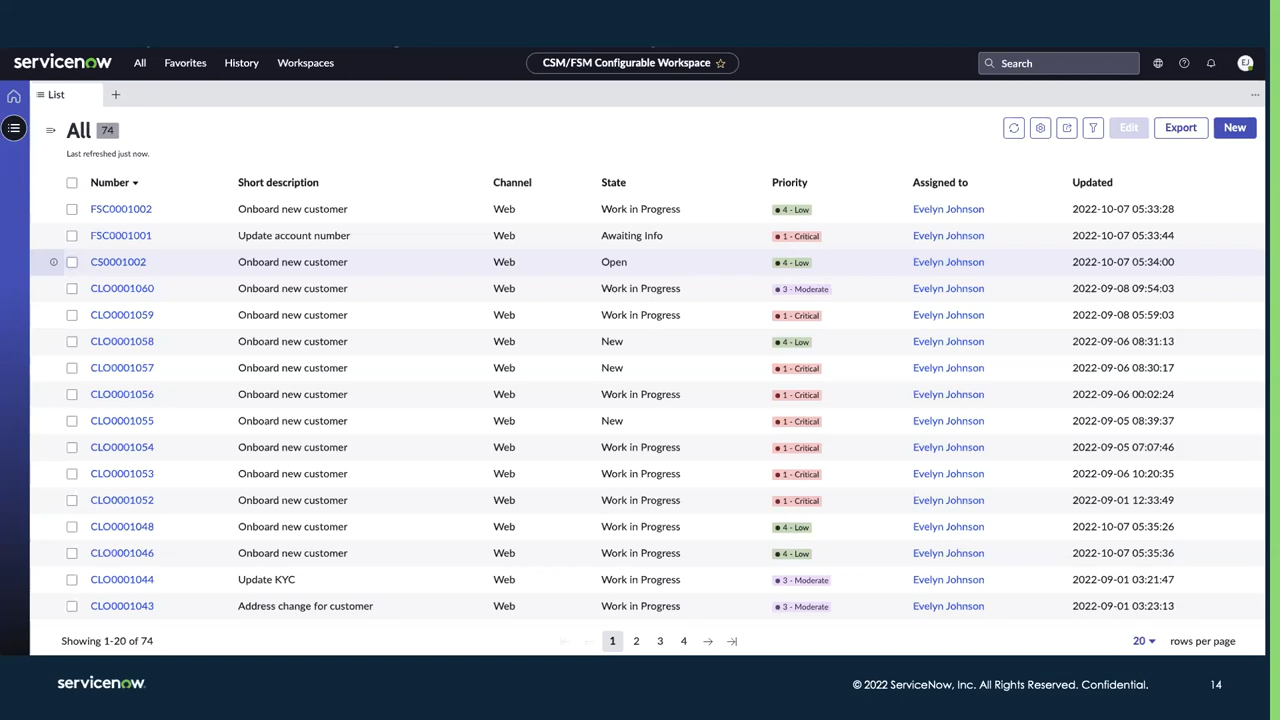 servicenow All Favorites History Workspaces CSM/FSM Configurable Workspace Search EJ
List
All 74 Edit Export New
Last refreshed just now.
Number Short description Channel State Priority Assigned to Updated
FSC0001002 Onboard new customer Web Work in Progress 4 - Low Evelyn Johnson 2022-10-07 05:33:28
FSC0001001 Update account number Web Awaiting Info 1 - Critical Evelyn Johnson 2022-10-07 05:33:44
CS0001002 Onboard new customer Web Open 4 - Low Evelyn Johnson 2022-10-07 05:34:00
CLO0001060 Onboard new customer Web Work in Progress 3 - Moderate Evelyn Johnson 2022-09-08 09:54:03
CLO0001059 Onboard new customer Web Work in Progress 1 - Critical Evelyn Johnson 2022-09-08 05:59:03
CLO0001058 Onboard new customer Web New 4 - Low Evelyn Johnson 2022-09-06 08:31:13
CLO0001057 Onboard new customer Web New 1 - Critical Evelyn Johnson 2022-09-06 08:30:17
CLO0001056 Onboard new customer Web Work in Progress 1 - Critical Evelyn Johnson 2022-09-06 00:02:24
CLO0001055 Onboard new customer Web New 1 - Critical Evelyn Johnson 2022-09-05 08:39:37
CLO0001054 Onboard new customer Web Work in Progress 1 - Critical Evelyn Johnson 2022-09-05 07:07:46
CLO0001053 Onboard new customer Web Work in Progress 1 - Critical Evelyn Johnson 2022-09-06 10:20:35
CLO0001052 Onboard new customer Web Work in Progress 1 - Critical Evelyn Johnson 2022-09-01 12:33:49
CLO0001048 Onboard new customer Web Work in Progress 4 - Low Evelyn Johnson 2022-10-07 05:35:26
CLO0001046 Onboard new customer Web Work in Progress 4 - Low Evelyn Johnson 2022-10-07 05:35:36
CLO0001044 Update KYC Web Work in Progress 3 - Moderate Evelyn Johnson 2022-09-01 03:21:47
CLO0001043 Address change for customer Web Work in Progress 3 - Moderate Evelyn Johnson 2022-09-01 03:23:13
Showing 1-20 of 74 1 2 3 4 20 rows per page
servicenow. © 2022 ServiceNow, Inc. All Rights Reserved. Confidential. 14